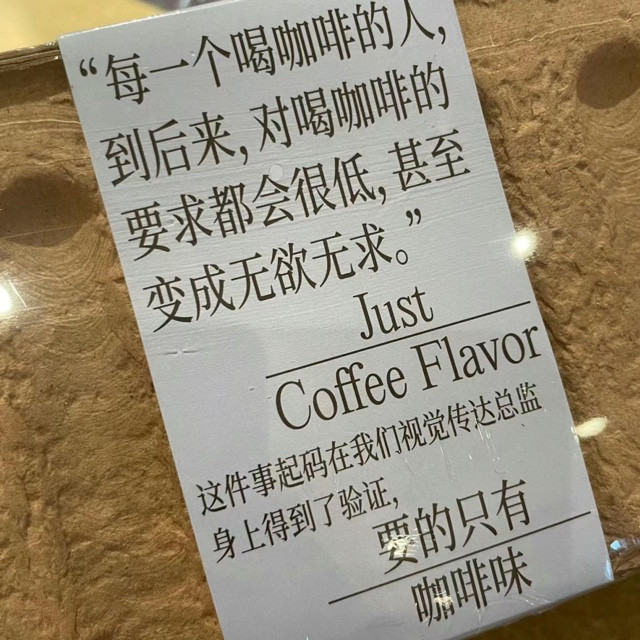 “每一个喝咖啡的人,
到后来, 对喝咖啡的
要求都会很低, 甚至
变成无欲无求。”
Just
Coffee Flavor
这件事起码在我们视觉传达总监
身上得到了验证,
要的只有
咖啡味